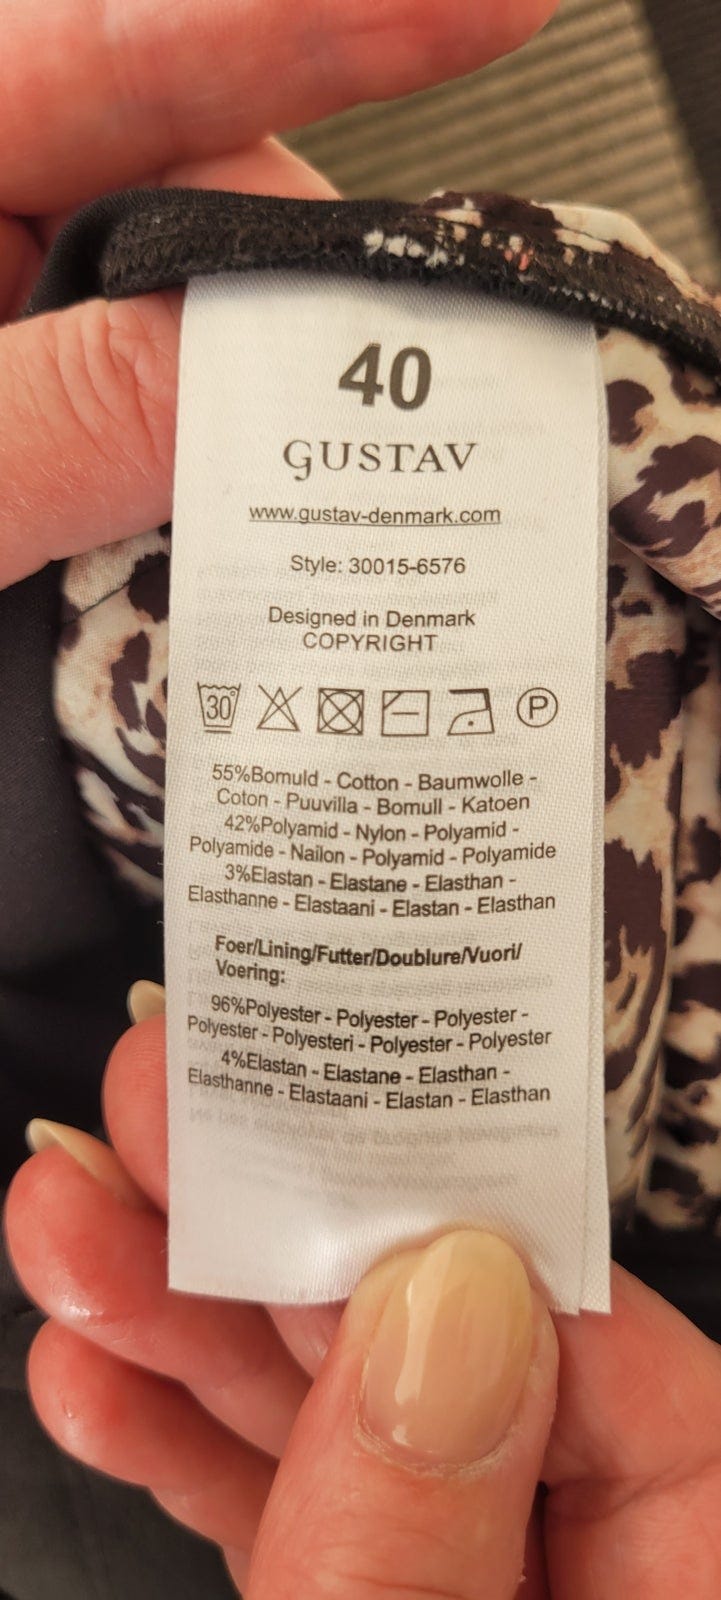 40
GUSTAV
www.gustav-denmark.com
Style: 30015-6576
Designed in Denmark
COPYRIGHT
30°
P
55%Bomuld - Cotton - Baumwolle -
Coton - Puuvilla - Bomull - Katoen
42%Polyamid - Nylon - Polyamid -
Polyamide - Nailon - Polyamid - Polyamide
3%Elastan - Elastane - Elasthan -
Elasthanne - Elastaani - Elastan - Elasthan
Foer/Lining/Futter/Doublure/Vuori/
Voering:
96%Polyester - Polyester - Polyester -
Polyester - Polyesteri - Polyester - Polyester
4%Elastan - Elastane - Elasthan -
Elasthanne - Elastaani - Elastan - Elasthan